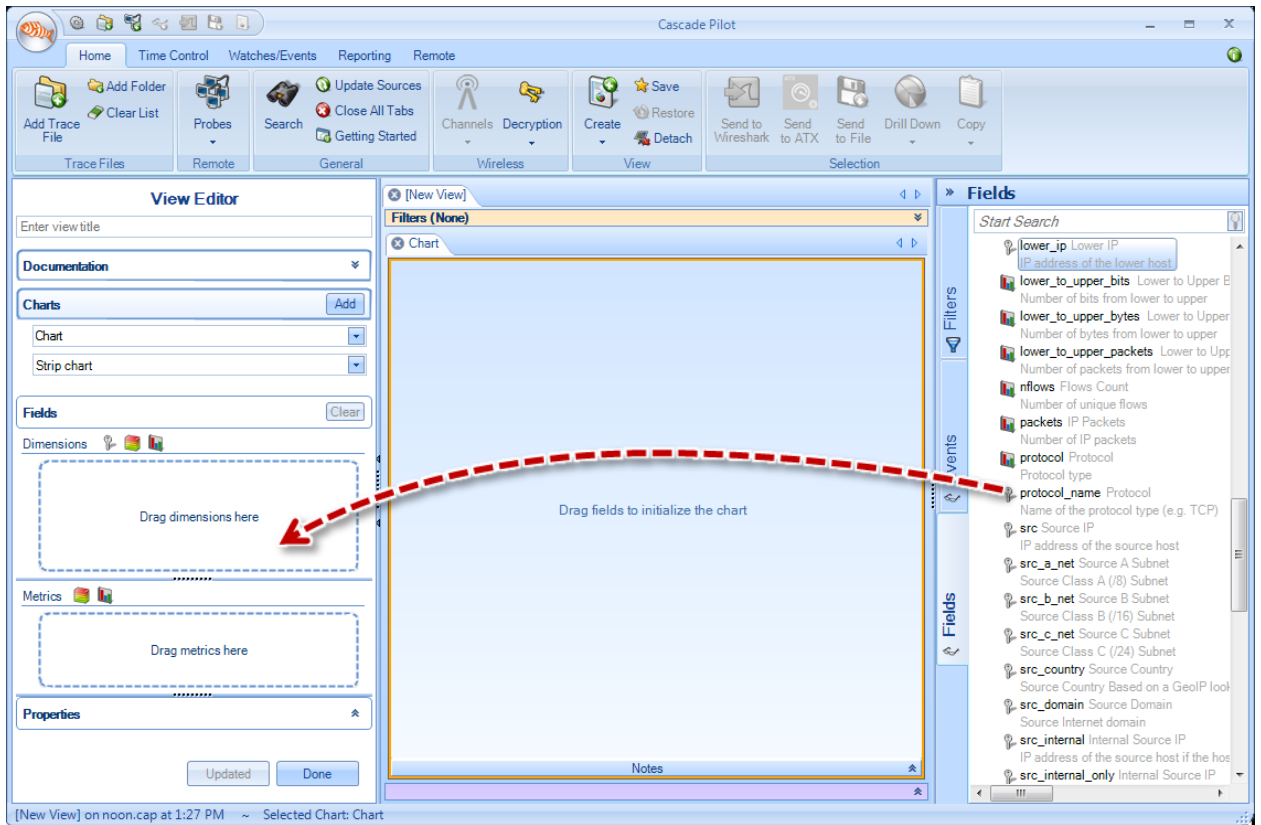 Cascade Pilot
Home Time Control Watches/Events Reporting Remote
Add Trace File
Add Folder
Clear List
Trace Files
Probes
Remote
Search
Update Sources
Close All Tabs
Getting Started
General
Channels
Decryption
Wireless
Create
Save
Restore
Detach
View
Send to Wireshark
Send to ATX
Send to File
Drill Down
Copy
Selection
View Editor
Enter view title
Documentation
Charts
Add
Chart
Strip chart
Fields
Clear
Dimensions
Drag dimensions here
Metrics
Drag metrics here
Properties
Updated
Done
[New View]
Filters (None)
Chart
Drag fields to initialize the chart
Notes
Filters
vents
Fields
Fields
Start Search
lower_ip Lower IP
IP address of the lower host
lower_to_upper_bits Lower to Upper B
Number of bits from lower to upper
lower_to_upper_bytes Lower to Upper
Number of bytes from lower to upper
lower_to_upper_packets Lower to Upp
Number of packets from lower to upper
nflows Flows Count
Number of unique flows
packets IP Packets
Number of IP packets
protocol Protocol
Protocol type
protocol_name Protocol
Name of the protocol type (e.g. TCP)
src Source IP
IP address of the source host
src_a_net Source A Subnet
Source Class A (/8) Subnet
src_b_net Source B Subnet
Source Class B (/16) Subnet
src_c_net Source C Subnet
Source Class C (/24) Subnet
src_country Source Country
Source Country Based on a GeoIP look
src_domain Source Domain
Source Internet domain
src_internal Internal Source IP
IP address of the source host if the hos
src_internal_only Internal Source IP
[New View] on noon.cap at 1:27 PM ~ Selected Chart: Chart